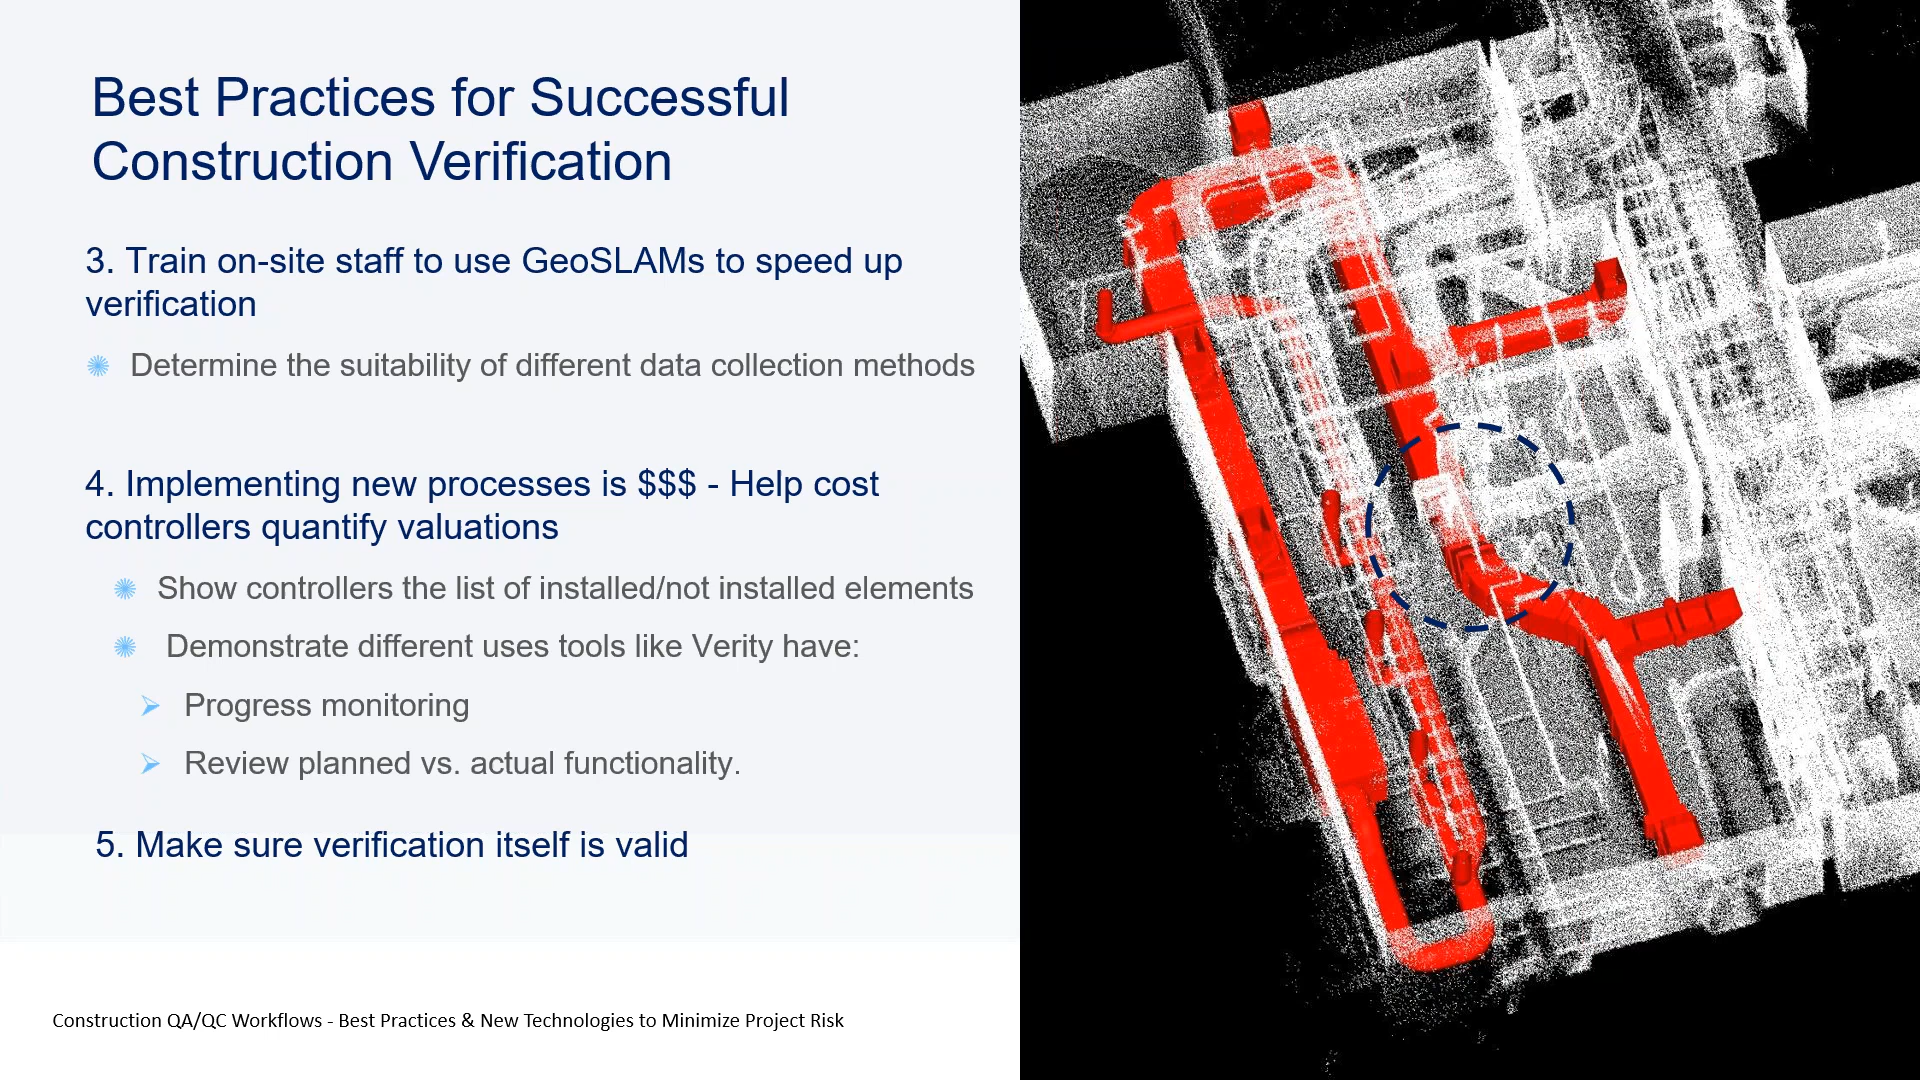 Best Practices for Successful
Construction Verification
3. Train on-site staff to use GeoSLAMs to speed up
verification
Determine the suitability of different data collection methods
4. Implementing new processes is $$$ - Help cost
controllers quantify valuations
Show controllers the list of installed/not installed elements
Demonstrate different uses tools like Verity have:
Progress monitoring
Review planned vs. actual functionality.
5. Make sure verification itself is valid
Construction QA/QC Workflows - Best Practices & New Technologies to Minimize Project Risk